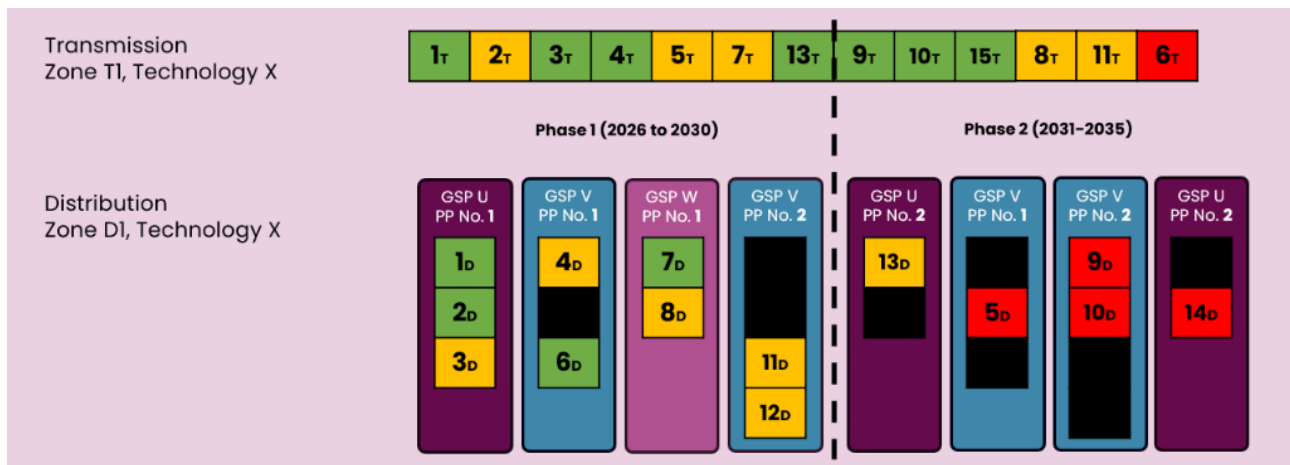 Transmission
Zone T1, Technology X
1T 2T 3T 4T 5T 7T 13T 9T 10T 15T 8T 11T 6T
Phase 1 (2026 to 2030)
Phase 2 (2031-2035)
Distribution
Zone D1, Technology X
GSP U
PP No. 1
1D
2D
3D
GSP V
PP No. 1
4D
6D
GSP W
PP No. 1
7D
8D
GSP V
PP No. 2
11D
12D
GSP U
PP No. 2
13D
GSP V
PP No. 1
5D
GSP V
PP No. 2
9D
10D
GSP U
PP No. 2
14D